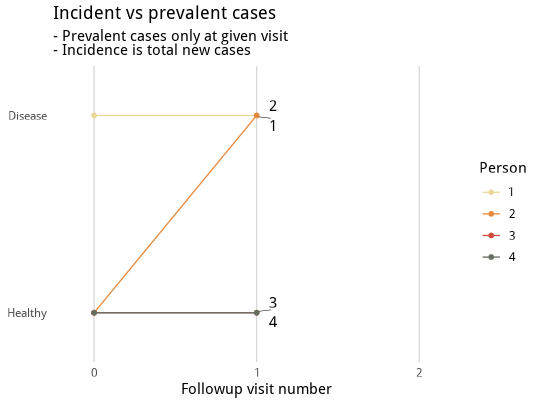 Incident vs prevalent cases
- Prevalent cases only at given visit
- Incidence is total new cases
Disease
2
1
Person
1
2
3
4
Healthy
3
4
0
1
2
Followup visit number